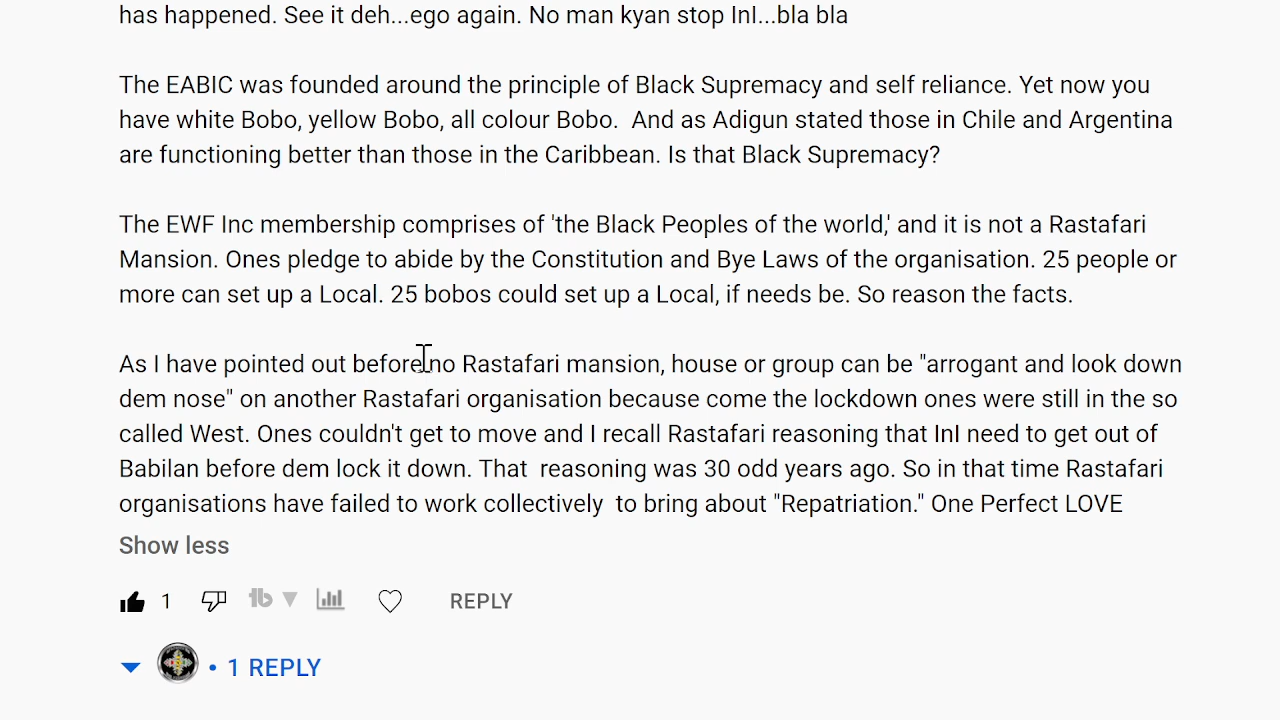 has happened. See it deh...ego again. No man kyan stop InI...bla bla
The EABIC was founded around the principle of Black Supremacy and self reliance. Yet now you
have white Bobo, yellow Bobo, all colour Bobo.  And as Adigun stated those in Chile and Argentina
are functioning better than those in the Caribbean. Is that Black Supremacy?
The EWF Inc membership comprises of 'the Black Peoples of the world,' and it is not a Rastafari
Mansion. Ones pledge to abide by the Constitution and Bye Laws of the organisation. 25 people or
more can set up a Local. 25 bobos could set up a Local, if needs be. So reason the facts.
As I have pointed out before no Rastafari mansion, house or group can be "arrogant and look down
dem nose" on another Rastafari organisation because come the lockdown ones were still in the so
called West. Ones couldn't get to move and I recall Rastafari reasoning that InI need to get out of
Babilan before dem lock it down. That  reasoning was 30 odd years ago. So in that time Rastafari
organisations have failed to work collectively  to bring about "Repatriation." One Perfect LOVE
Show less
1 REPLY
• 1 REPLY